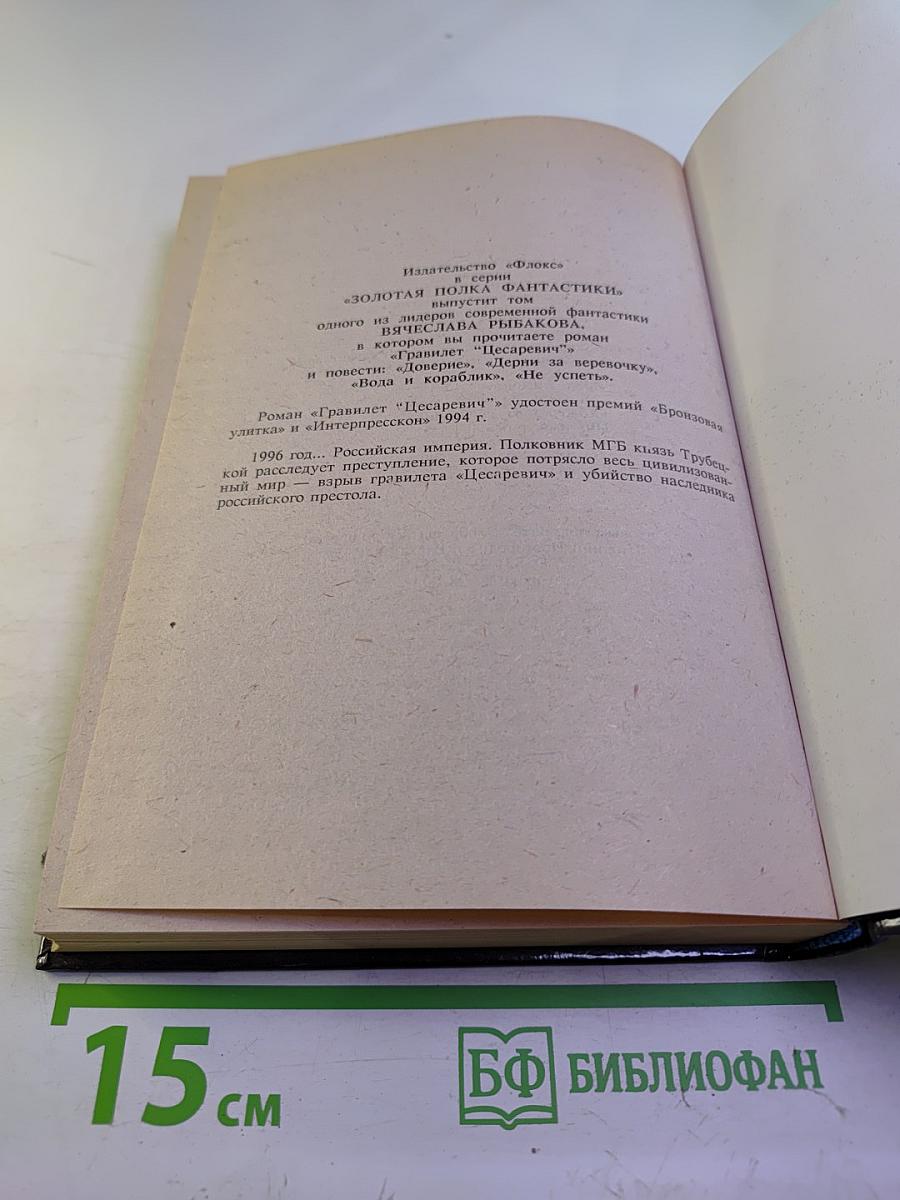 Издательство «Флокс»
в серии
«ЗОЛОТАЯ ПОЛКА ФАНТАСТИКИ»
выпустит том
одного из лидеров современной фантастики
ВЯЧЕСЛАВА РЫБАКОВА,
в котором вы прочитаете роман
«Гравилет "Цесаревич"»
и повести: «Доверие», «Дерни за веревочку»,
«Вода и кораблик», «Не успеть».
Роман «Гравилет "Цесаревич"» удостоен премий «Бронзовая
улитка» и «Интерпресскон» 1994 г.
1996 год... Российская империя. Полковник МГБ князь Трубец-
кой расследует преступление, которое потрясло весь цивилизован-
ный мир — взрыв гравилета «Цесаревич» и убийство наследника
российского престола.
15 см
БФ БИБЛИОФАН